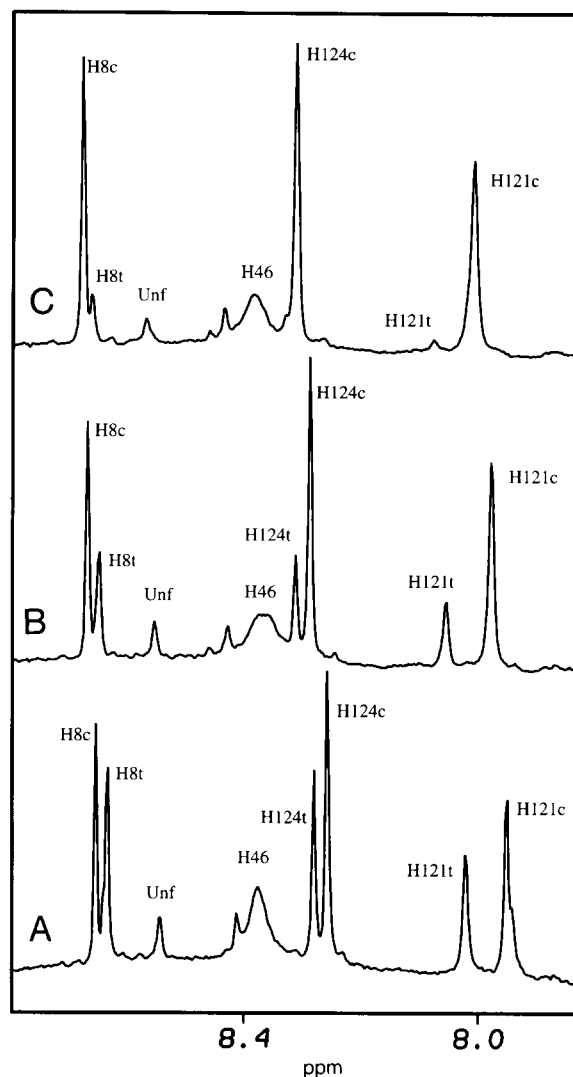 H8c
H124c
H121c
H8t
Unf
H46
H121t
C
H124c
H8c
H121c
H124t
H8t
H121t
Unf
H46
B
H124c
H8c
H8t
H124t
H121c
H46
H121t
Unf
A
8.4 8.0
ppm